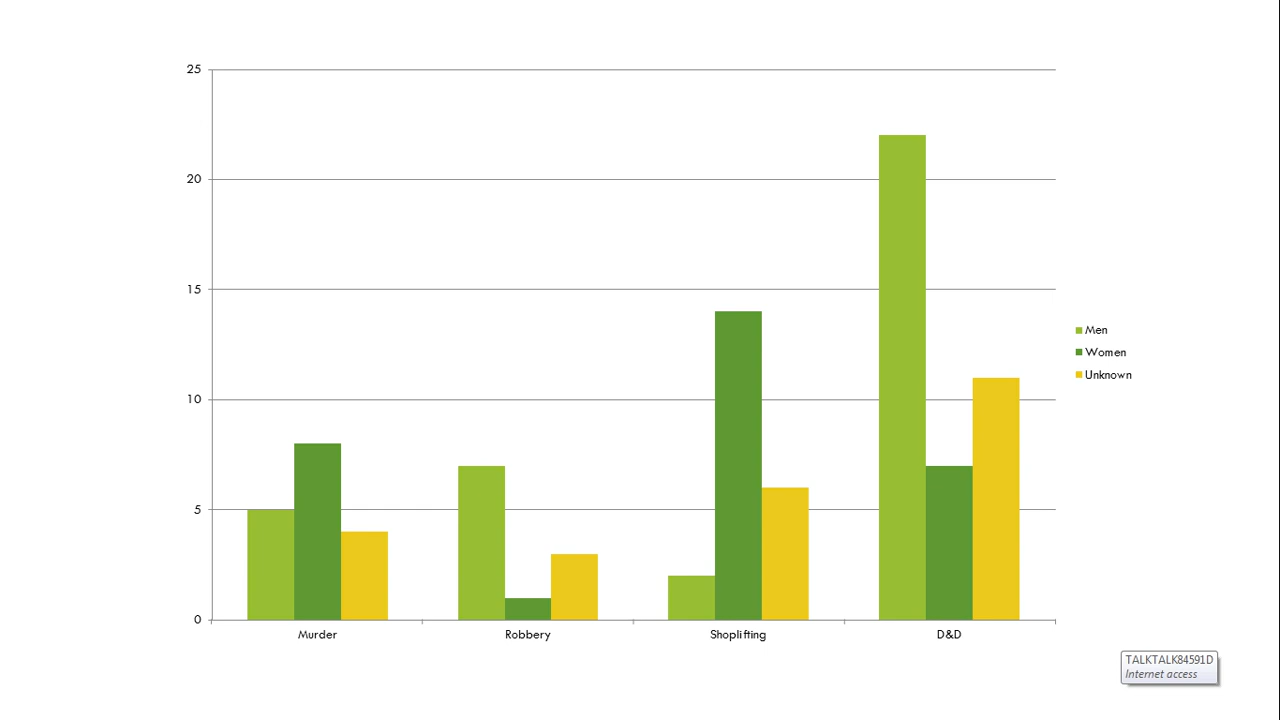 25
20
15
10
5
0
Murder Robbery Shoplifting D&D
Men
Women
Unknown
TALKTALK84591D
Internet access